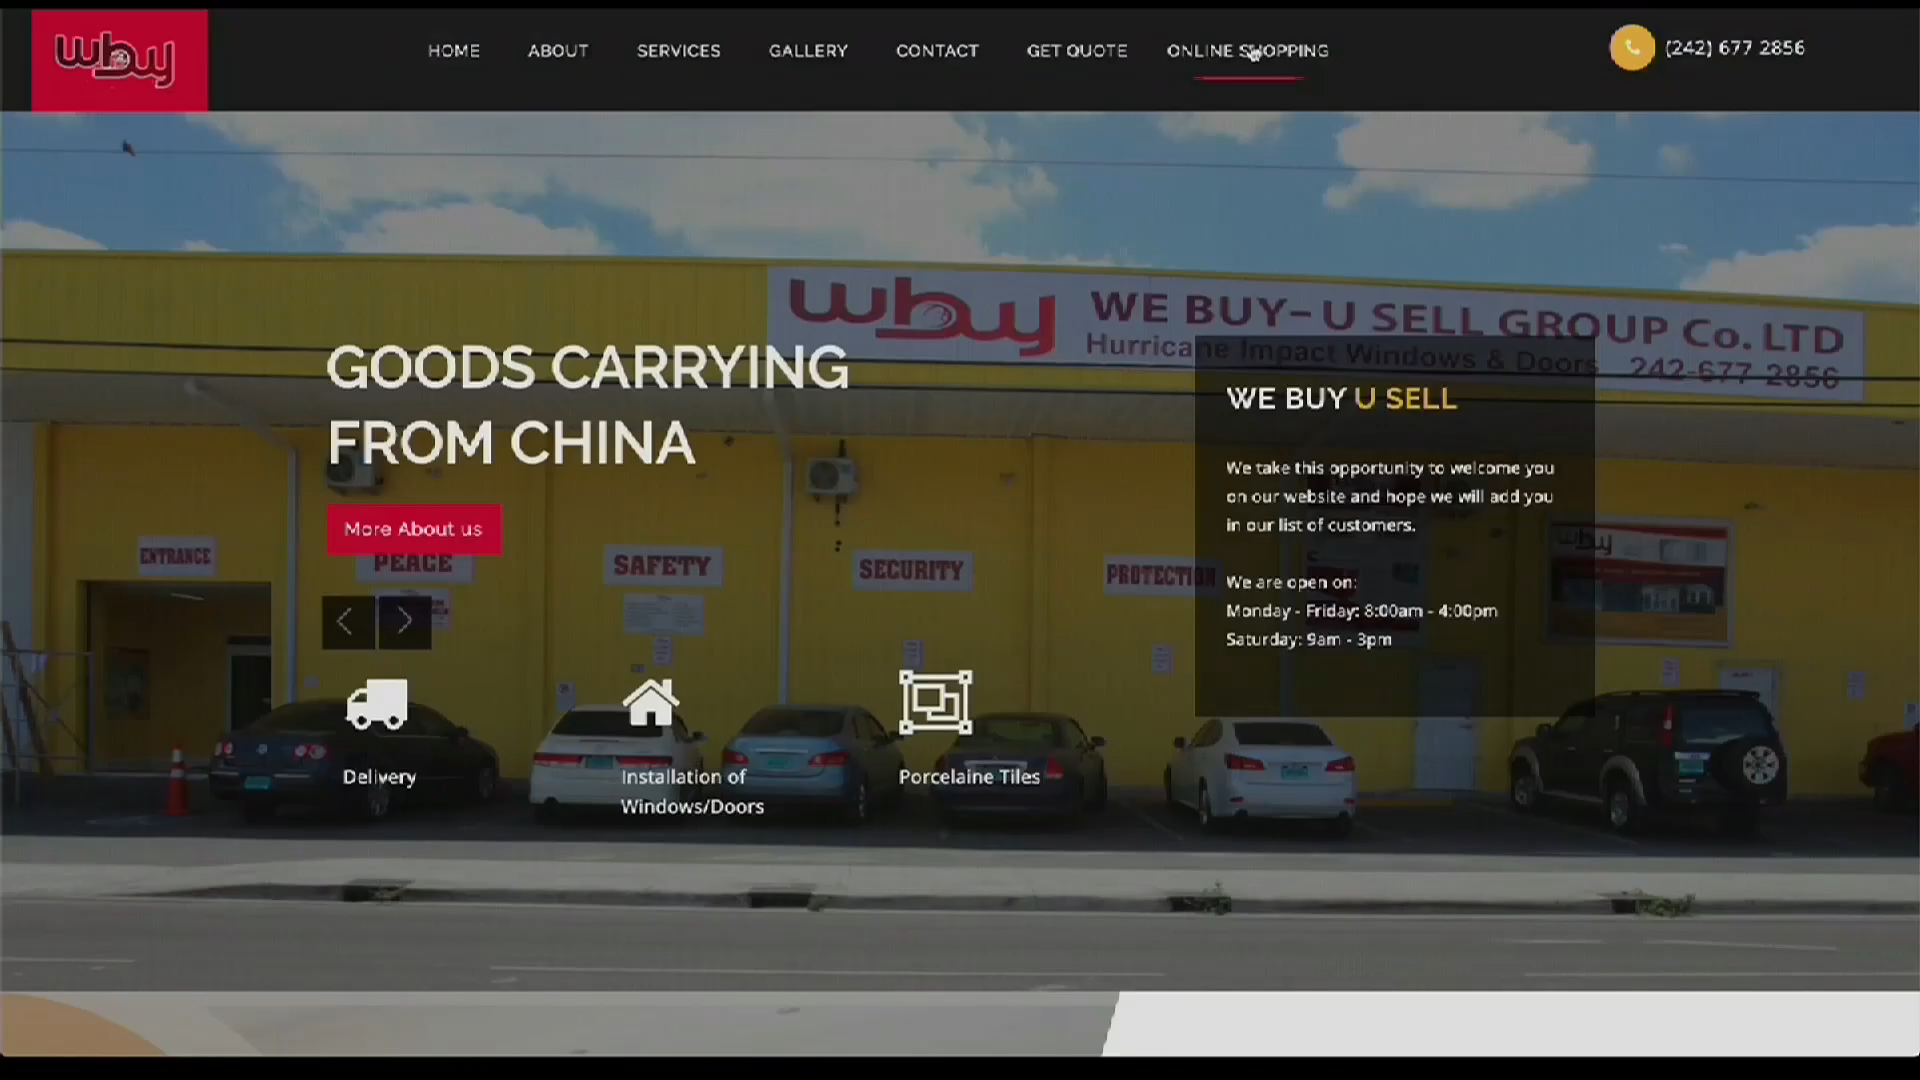 wbuy
HOME
ABOUT
SERVICES
GALLERY
CONTACT
GET QUOTE
ONLINE SHOPPING
(242) 677 2856
wbuy
WE BUY-U SELL GROUP Co. LTD
Hurricane Impact Windows & Doors 242-677-2856
GOODS CARRYING
FROM CHINA
More About us
WE BUY U SELL
We take this opportunity to welcome you
on our website and hope we will add you
in our list of customers.
We are open on:
Monday - Friday: 8:00am - 4:00pm
Saturday: 9am - 3pm
ENTRANCE
PEACE
SAFETY
SECURITY
PROTECTION
wbuy
Delivery
Installation of
Windows/Doors
Porcelaine Tiles